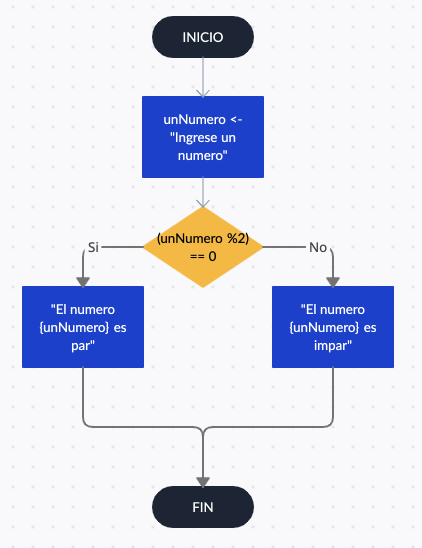 INICIO
unNumero <-
"Ingrese un
numero"
(unNumero %2)
== 0
Si
No
"El numero
{unNumero} es
par"
"El numero
{unNumero} es
impar"
FIN